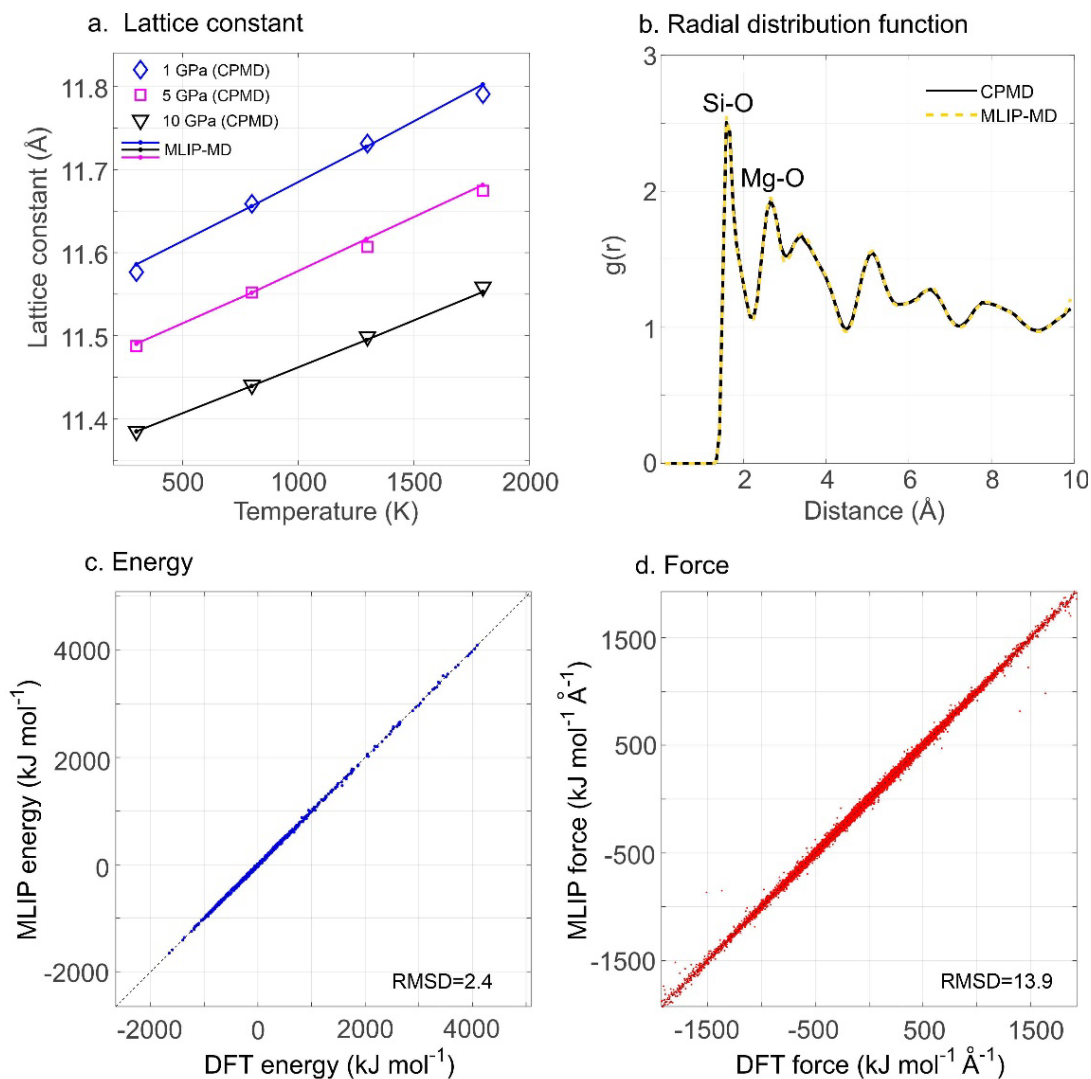 a. Lattice constant
11.8
11.7
11.6
11.5
11.4
Lattice constant (Å)
1 GPa (CPMD)
5 GPa (CPMD)
10 GPa (CPMD)
MLIP-MD
500
1000
1500
2000
Temperature (K)
b. Radial distribution function
3
2
1
0
g(r)
Si-O
Mg-O
CPMD
MLIP-MD
2
4
6
8
10
Distance (Å)
c. Energy
4000
2000
0
-2000
MLIP energy (kJ mol⁻¹)
RMSD=2.4
-2000
0
2000
4000
DFT energy (kJ mol⁻¹)
d. Force
1500
500
-500
-1500
MLIP force (kJ mol⁻¹ Å⁻¹)
RMSD=13.9
-1500
-500
500
1500
DFT force (kJ mol⁻¹ Å⁻¹)